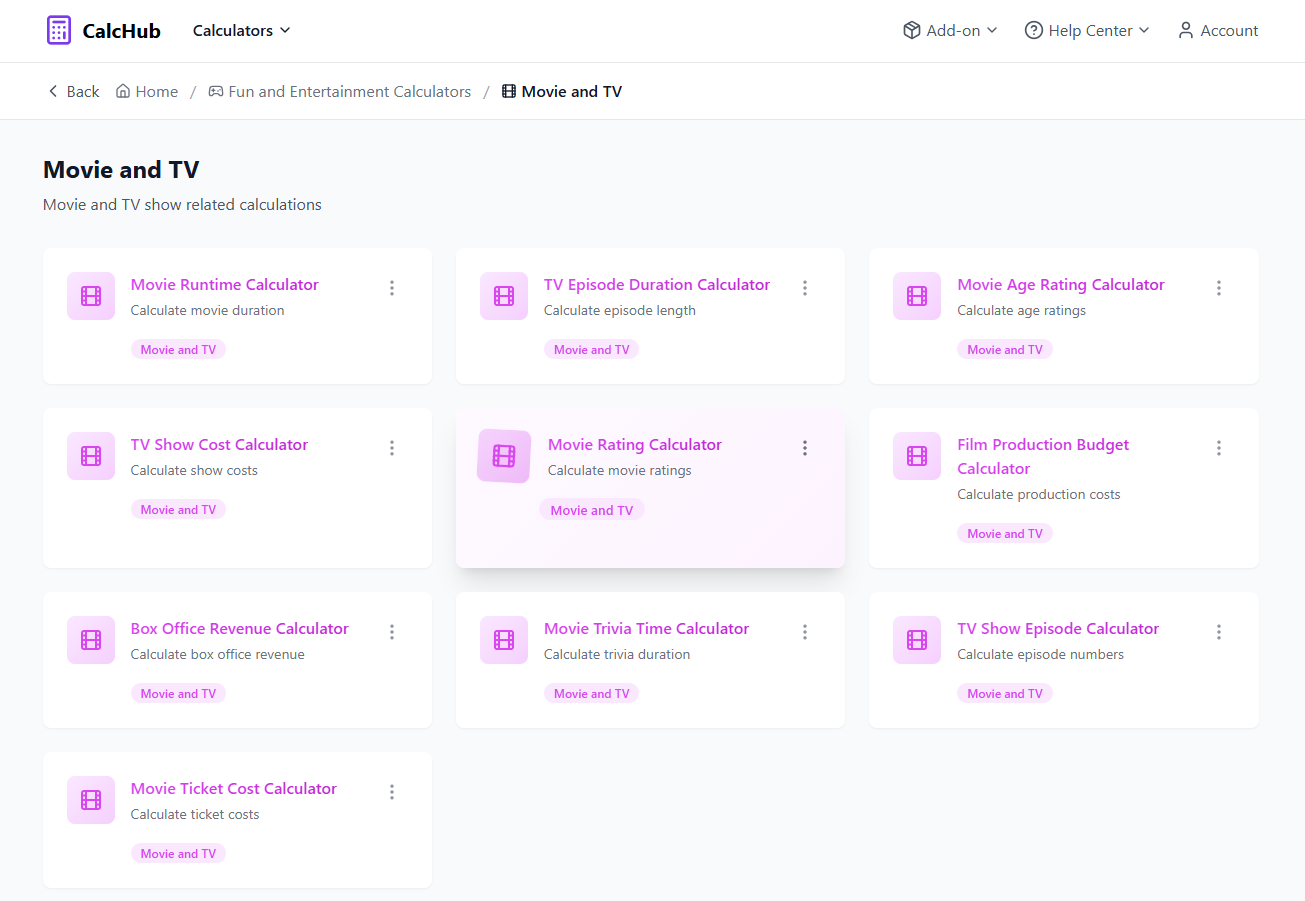 CalcHub
Calculators
Add-on
Help Center
Account
Back
Home / Fun and Entertainment Calculators / Movie and TV
Movie and TV
Movie and TV show related calculations
Movie Runtime Calculator
Calculate movie duration
Movie and TV
TV Episode Duration Calculator
Calculate episode length
Movie and TV
Movie Age Rating Calculator
Calculate age ratings
Movie and TV
TV Show Cost Calculator
Calculate show costs
Movie and TV
Movie Rating Calculator
Calculate movie ratings
Movie and TV
Film Production Budget
Calculator
Calculate production costs
Movie and TV
Box Office Revenue Calculator
Calculate box office revenue
Movie and TV
Movie Trivia Time Calculator
Calculate trivia duration
Movie and TV
TV Show Episode Calculator
Calculate episode numbers
Movie and TV
Movie Ticket Cost Calculator
Calculate ticket costs
Movie and TV